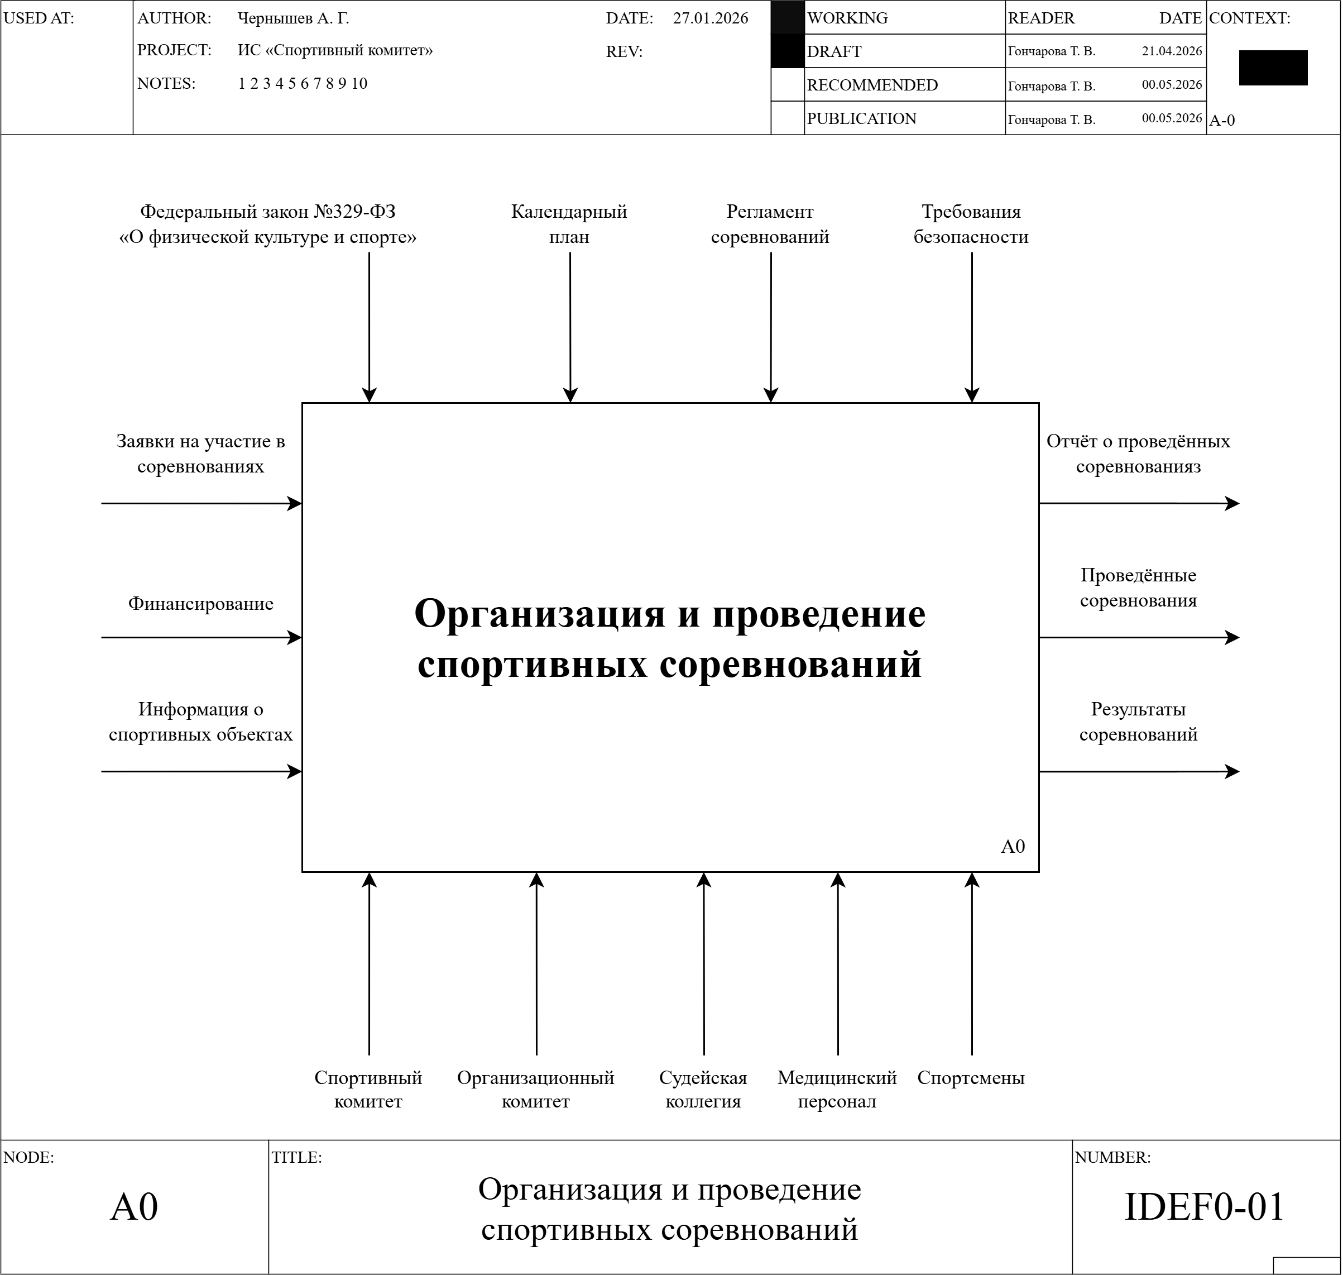 USED AT:
AUTHOR: Чернышев А. Г.
DATE: 27.01.2026
PROJECT: ИС «Спортивный комитет»
REV:
NOTES: 1 2 3 4 5 6 7 8 9 10
WORKING
READER DATE
CONTEXT:
DRAFT
Гончарова Т. В. 21.04.2026
RECOMMENDED
Гончарова Т. В. 00.05.2026
PUBLICATION
Гончарова Т. В. 00.05.2026
A-0
Федеральный закон №329-ФЗ
«О физической культуре и спорте»
Календарный
план
Регламент
соревнований
Требования
безопасности
Заявки на участие в
соревнованиях
Финансирование
Информация о
спортивных объектах
Организация и проведение
спортивных соревнований
A0
Отчёт о проведённых
соревнованияз
Проведённые
соревнования
Результаты
соревнований
Спортивный
комитет
Организационный
комитет
Судейская
коллегия
Медицинский
персонал
Спортсмены
NODE:
A0
TITLE:
Организация и проведение
спортивных соревнований
NUMBER:
IDEF0-01